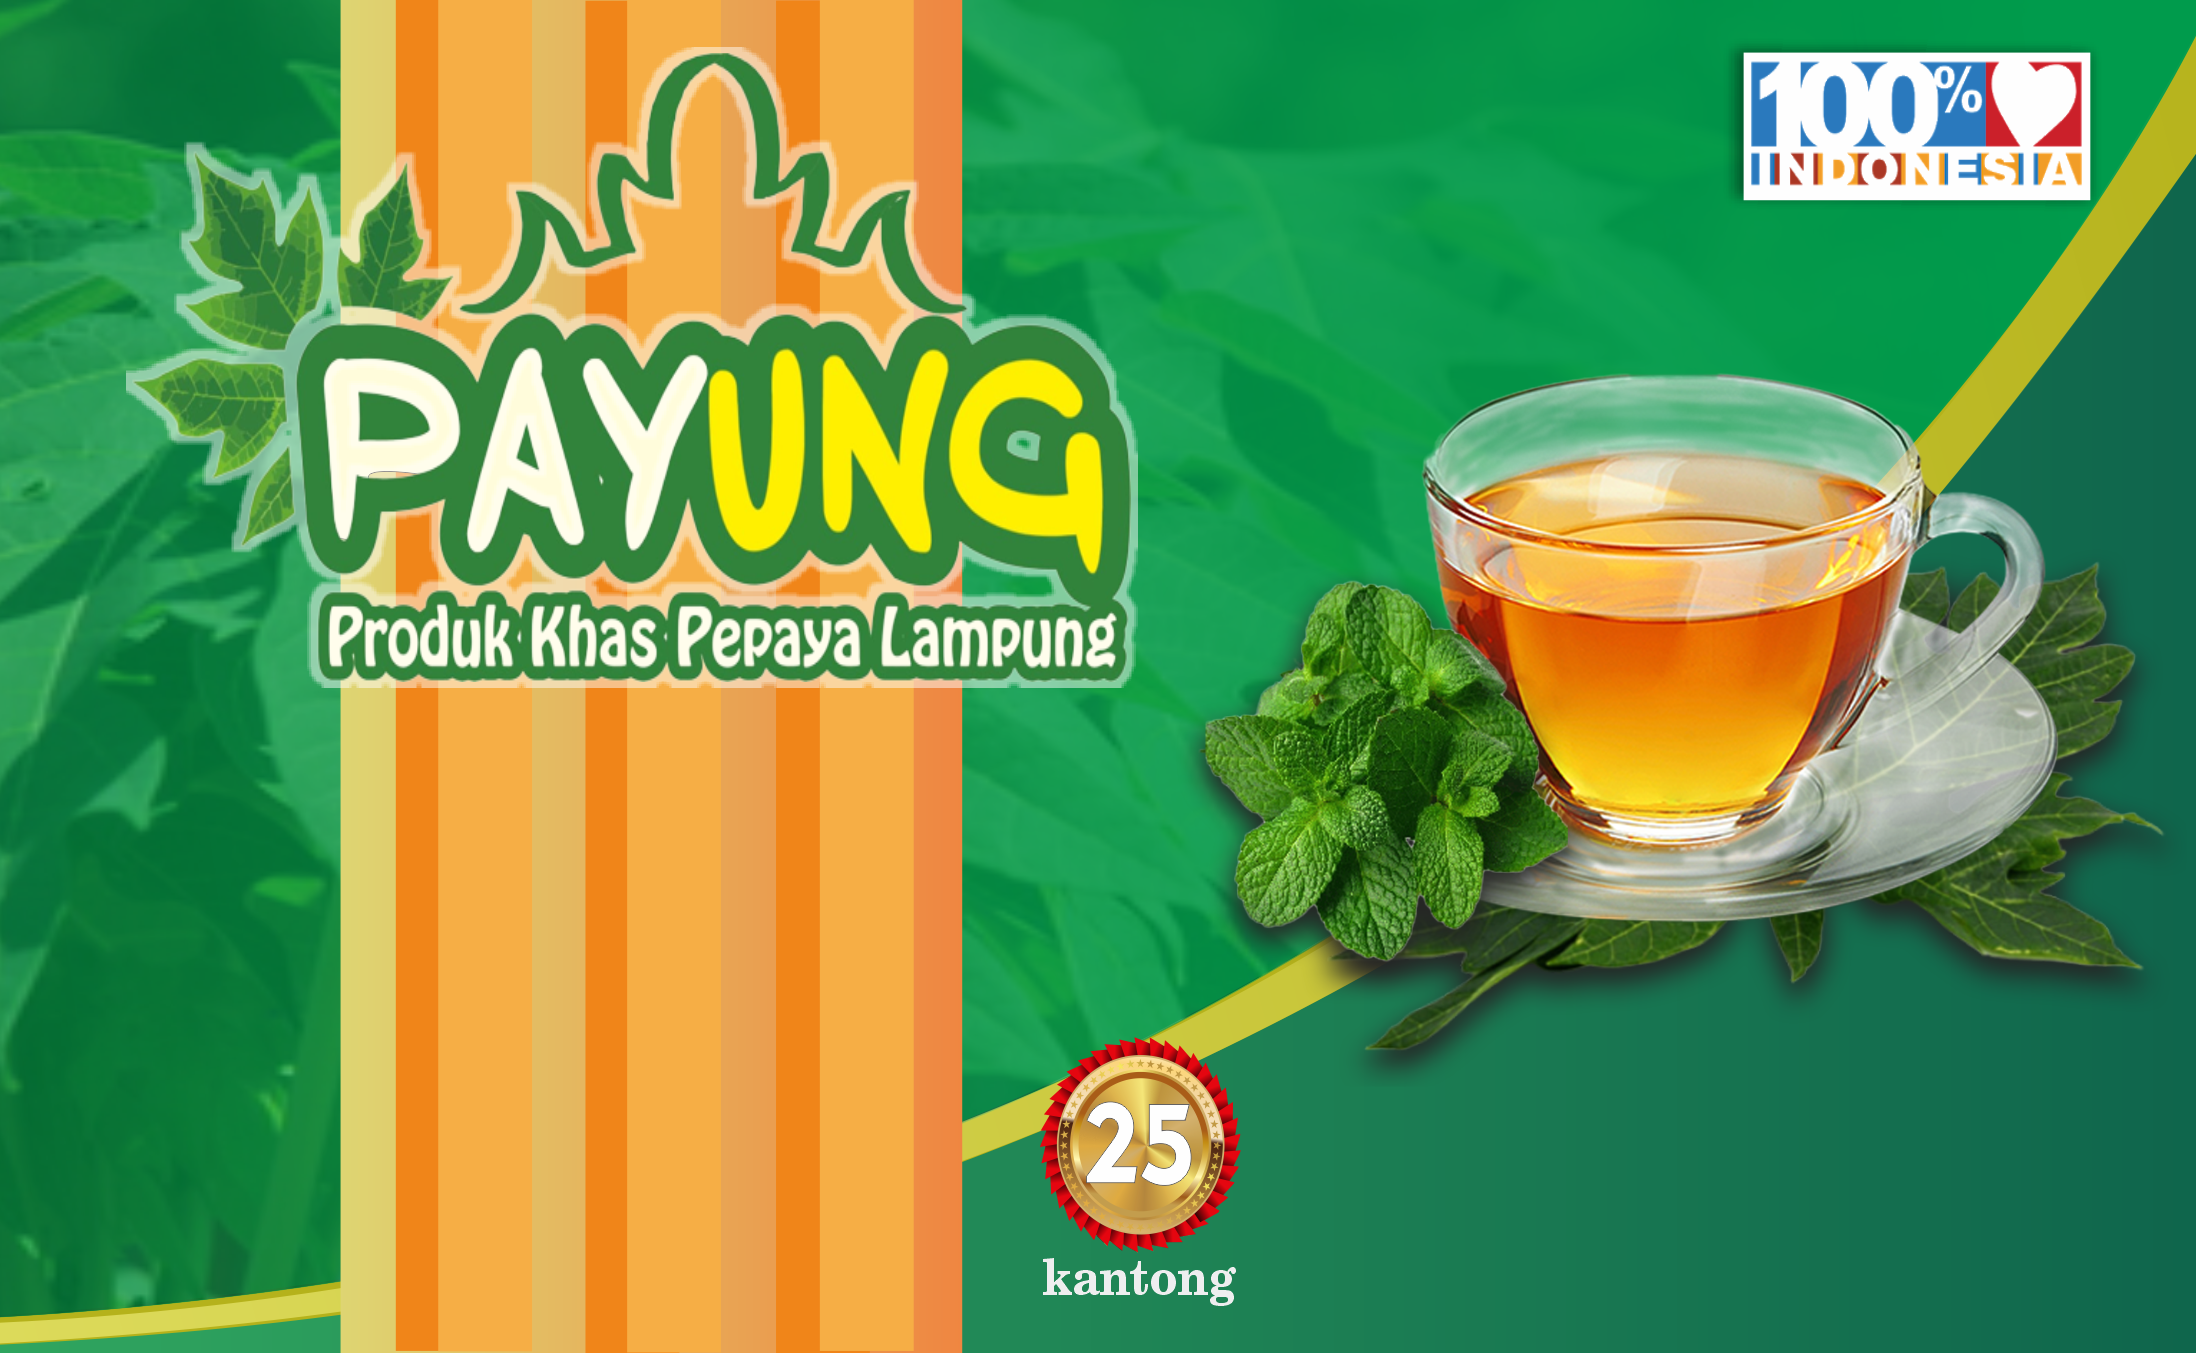 100%
INDONESIA
PAYUNG
Produk Khas Pepaya Lampung
25
kantong